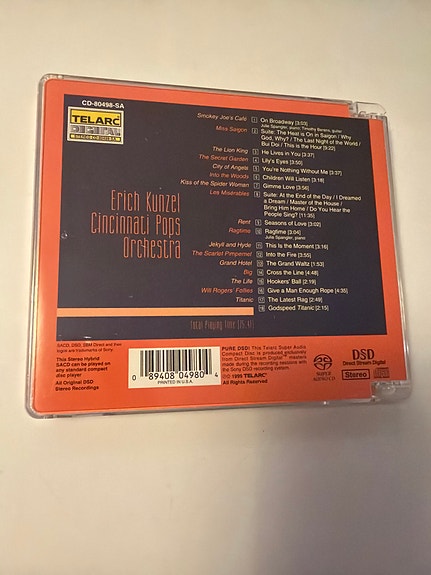 CD-80498-SA
TELARC
DIGITAL
Erich Kunzel
Cincinnati Pops
Orchestra
Smokey Joe's Café 1 On Broadway [3:03]
Julie Spangler, piano; Timothy Berens, guitar
Miss Saigon 2 Suite: The Heat is On in Saigon / Why
God, Why? / The Last Night of the World /
Bui Doi / This is the Hour [9:22]
The Lion King 3 He Lives in You [3:37]
The Secret Garden 4 Lily's Eyes [3:50]
City of Angels 5 You're Nothing Without Me [3:37]
Into the Woods 6 Children Will Listen [3:18]
Kiss of the Spider Woman 7 Gimme Love [3:56]
Les Misérables 8 Suite: At the End of the Day / I Dreamed
a Dream / Master of the House /
Bring Him Home / Do You Hear the
People Sing? [11:35]
Rent 9 Seasons of Love [3:02]
Ragtime 10 Ragtime [3:04]
Julie Spangler, piano
Jekyll and Hyde 11 This Is the Moment [3:16]
The Scarlet Pimpernel 12 Into the Fire [3:55]
Grand Hotel 13 The Grand Waltz [1:53]
Big 14 Cross the Line [4:48]
The Life 15 Hookers' Ball [2:19]
Will Rogers' Follies 16 Give a Man Enough Rope [4:35]
Titanic 17 The Latest Rag [2:49]
18 Godspeed Titanic [2:15]
Total Playing Time
SACD, DSD, SBM Direct and their
logos are trademarks of Sony.
This Stereo Hybrid
SACD can be played on
any standard compact
disc player
All Original DSD
Stereo Recordings
0 89408 04980 4
PRINTED IN U.S.A.
PURE DSD! This Telarc Super Audio
Compact Disc is produced exclusively
from Direct Stream Digital™ masters
made during the recording sessions with
the Sony DSD recording system.
1999 TELARC
All Rights Reserved
SUPER AUDIO CD
DSD
Direct Stream Digital
Stereo